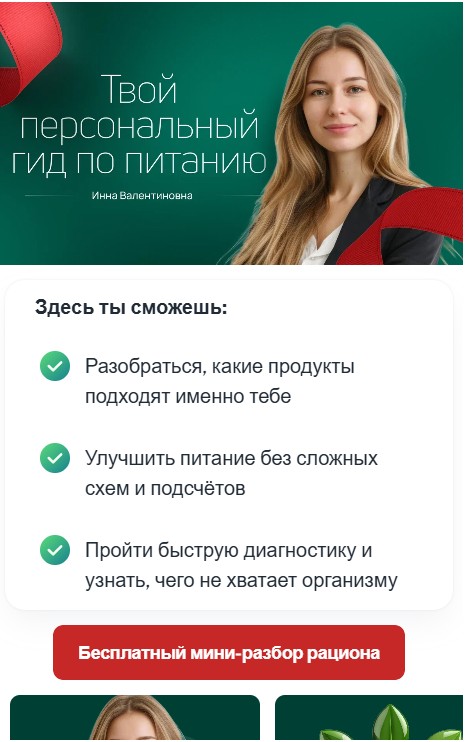 Твой
персональный
гид по питанию
Инна Валентиновна
Здесь ты сможешь:
Разобраться, какие продукты
подходят именно тебе
Улучшить питание без сложных
схем и подсчётов
Пройти быструю диагностику и
узнать, чего не хватает организму
Бесплатный мини-разбор рациона